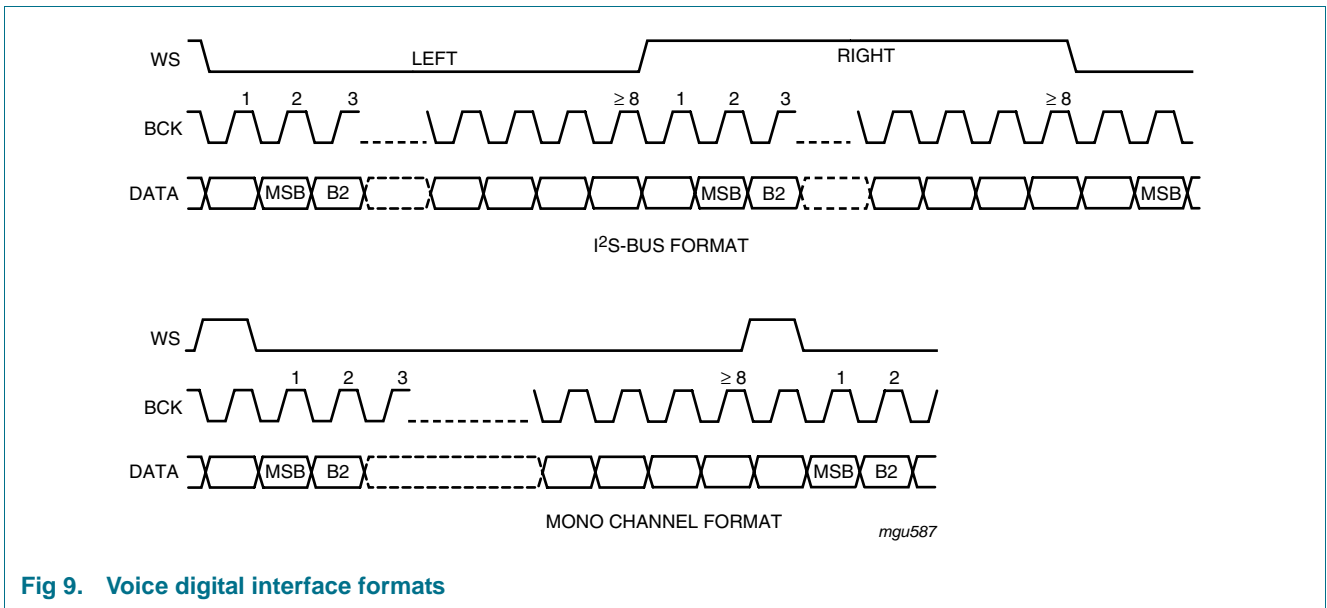 WS LEFT RIGHT
BCK 1 2 3 ≥ 8 1 2 3 ≥ 8
DATA MSB B2 MSB B2 MSB
I²S-BUS FORMAT
WS
BCK 1 2 3 ≥ 8 1 2
DATA MSB B2 MSB B2
MONO CHANNEL FORMAT
mgu587
Fig 9. Voice digital interface formats